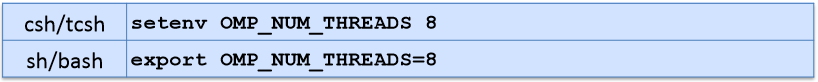 csh/tcsh setenv OMP_NUM_THREADS 8
sh/bash export OMP_NUM_THREADS=8